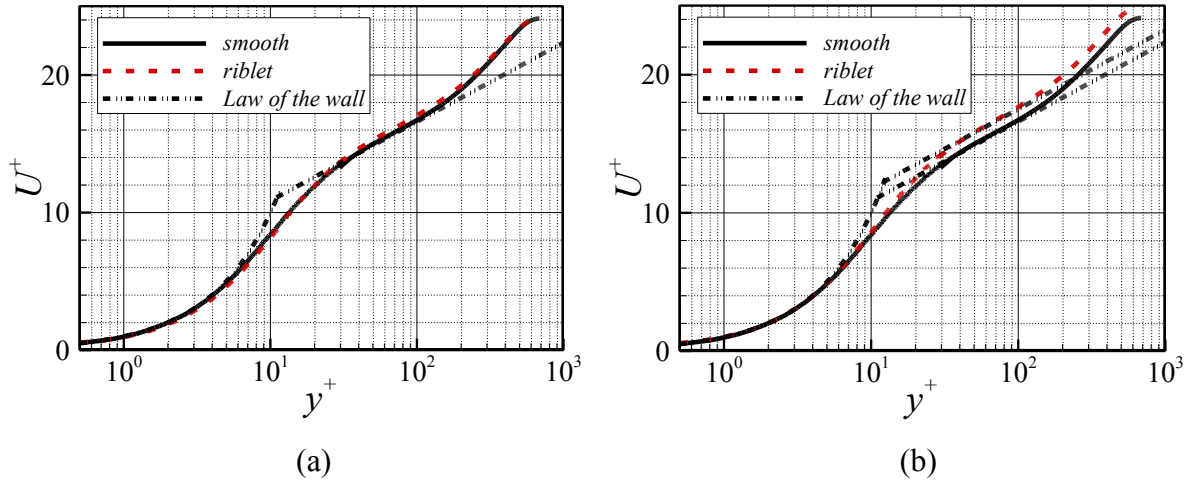 smooth
riblet
Law of the wall
U+
20
10
0
10^0
10^1
10^2
10^3
y+
(a)
smooth
riblet
Law of the wall
U+
20
10
0
10^0
10^1
10^2
10^3
y+
(b)